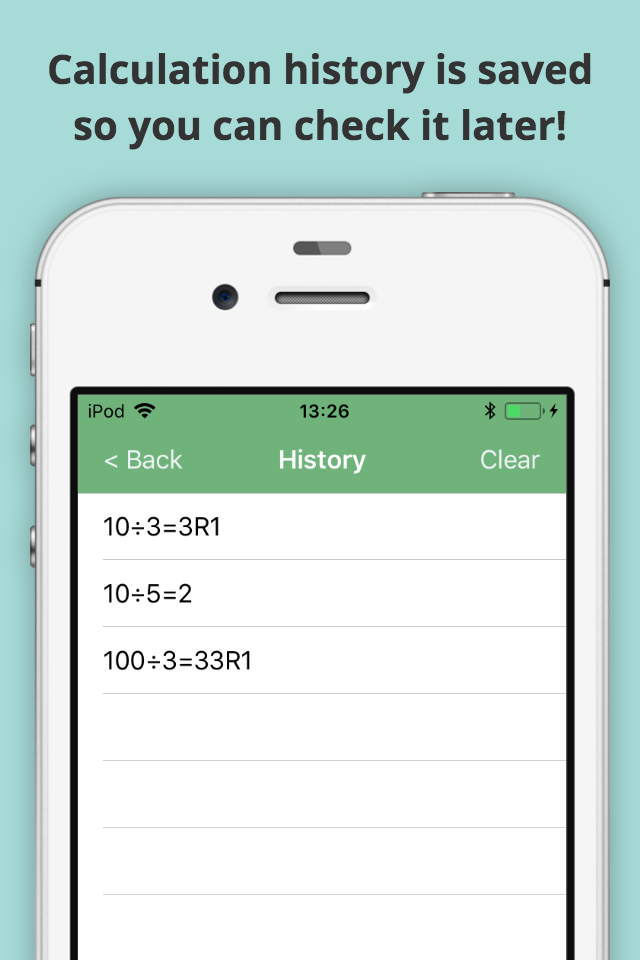 Calculation history is saved
so you can check it later!
iPod 13:26
< Back History Clear
10÷3=3R1
10÷5=2
100÷3=33R1